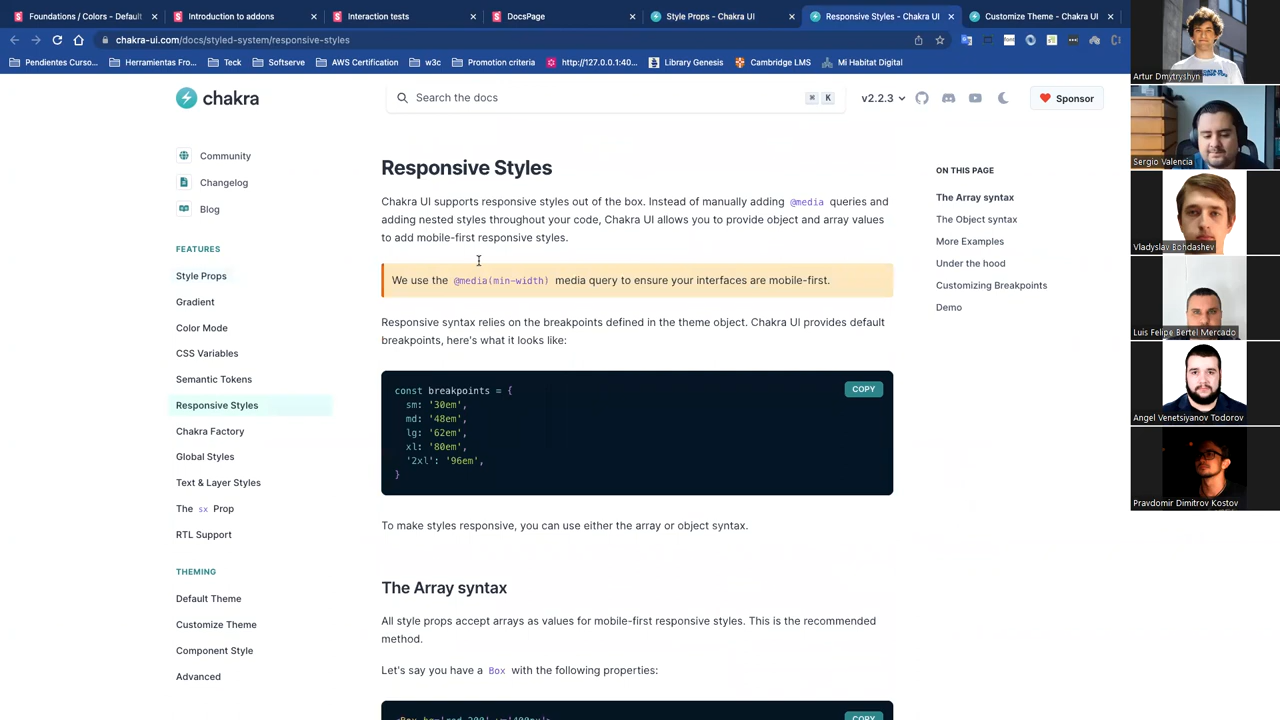 Foundations / Colors - Default
Introduction to addons
Interaction tests
DocsPage
Style Props - Chakra UI
Responsive Styles - Chakra UI
Customize Theme - Chakra UI
chakra-ui.com/docs/styled-system/responsive-styles
Pendientes Curso...
Herramientas Fro...
Teck
Softserve
AWS Certification
w3c
Promotion criteria
http://127.0.0.1:40...
Library Genesis
Cambridge LMS
Mi Habitat Digital
chakra
Search the docs
⌘ K
v2.2.3
Sponsor
Community
Changelog
Blog
FEATURES
Style Props
Gradient
Color Mode
CSS Variables
Semantic Tokens
Responsive Styles
Chakra Factory
Global Styles
Text & Layer Styles
The sx Prop
RTL Support
THEMING
Default Theme
Customize Theme
Component Style
Advanced
Responsive Styles
Chakra UI supports responsive styles out of the box. Instead of manually adding @media queries and
adding nested styles throughout your code, Chakra UI allows you to provide object and array values
to add mobile-first responsive styles.
We use the @media(min-width) media query to ensure your interfaces are mobile-first.
Responsive syntax relies on the breakpoints defined in the theme object. Chakra UI provides default
breakpoints, here's what it looks like:
COPY
const breakpoints = {
sm: '30em',
md: '48em',
lg: '62em',
xl: '80em',
'2xl': '96em',
}
To make styles responsive, you can use either the array or object syntax.
The Array syntax
All style props accept arrays as values for mobile-first responsive styles. This is the recommended
method.
Let's say you have a Box with the following properties:
COPY
ON THIS PAGE
The Array syntax
The Object syntax
More Examples
Under the hood
Customizing Breakpoints
Demo
Artur Dmytryshyn
Sergio Valencia
Vladyslav Bohdashev
Luis Felipe Bertel Mercado
Angel Venetsiyanov Todorov
Pravdomir Dimitrov Kostov